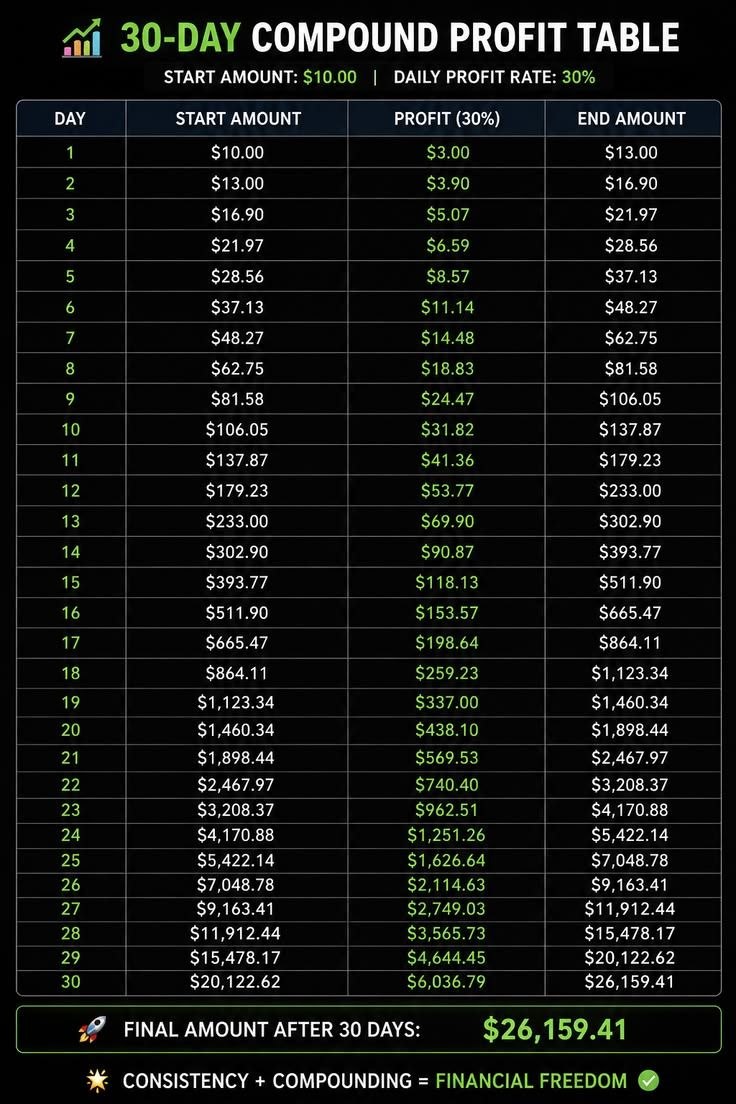 30-DAY COMPOUND PROFIT TABLE
START AMOUNT: $10.00 | DAILY PROFIT RATE: 30%
DAY START AMOUNT PROFIT (30%) END AMOUNT
1 $10.00 $3.00 $13.00
2 $13.00 $3.90 $16.90
3 $16.90 $5.07 $21.97
4 $21.97 $6.59 $28.56
5 $28.56 $8.57 $37.13
6 $37.13 $11.14 $48.27
7 $48.27 $14.48 $62.75
8 $62.75 $18.83 $81.58
9 $81.58 $24.47 $106.05
10 $106.05 $31.82 $137.87
11 $137.87 $41.36 $179.23
12 $179.23 $53.77 $233.00
13 $233.00 $69.90 $302.90
14 $302.90 $90.87 $393.77
15 $393.77 $118.13 $511.90
16 $511.90 $153.57 $665.47
17 $665.47 $198.64 $864.11
18 $864.11 $259.23 $1,123.34
19 $1,123.34 $337.00 $1,460.34
20 $1,460.34 $438.10 $1,898.44
21 $1,898.44 $569.53 $2,467.97
22 $2,467.97 $740.40 $3,208.37
23 $3,208.37 $962.51 $4,170.88
24 $4,170.88 $1,251.26 $5,422.14
25 $5,422.14 $1,626.64 $7,048.78
26 $7,048.78 $2,114.63 $9,163.41
27 $9,163.41 $2,749.03 $11,912.44
28 $11,912.44 $3,565.73 $15,478.17
29 $15,478.17 $4,644.45 $20,122.62
30 $20,122.62 $6,036.79 $26,159.41
FINAL AMOUNT AFTER 30 DAYS: $26,159.41
CONSISTENCY + COMPOUNDING = FINANCIAL FREEDOM